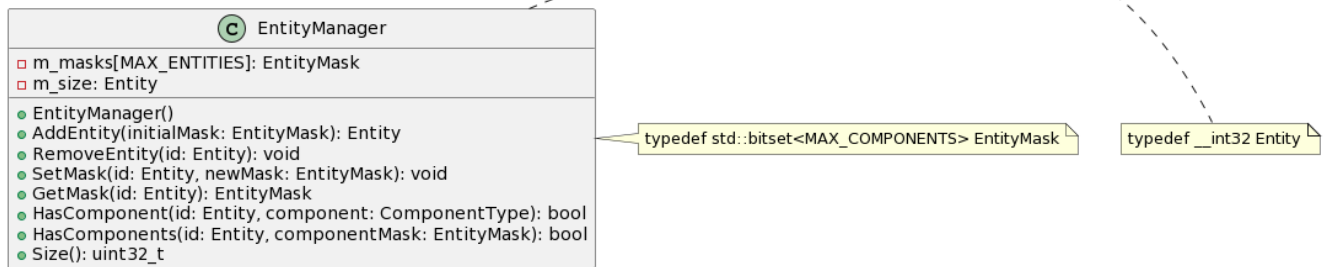 C EntityManager
m_masks[MAX_ENTITIES]: EntityMask
m_size: Entity
EntityManager()
AddEntity(initialMask: EntityMask): Entity
RemoveEntity(id: Entity): void
SetMask(id: Entity, newMask: EntityMask): void
GetMask(id: Entity): EntityMask
HasComponent(id: Entity, component: ComponentType): bool
HasComponents(id: Entity, componentMask: EntityMask): bool
Size(): uint32_t
typedef std::bitset<MAX_COMPONENTS> EntityMask
typedef __int32 Entity